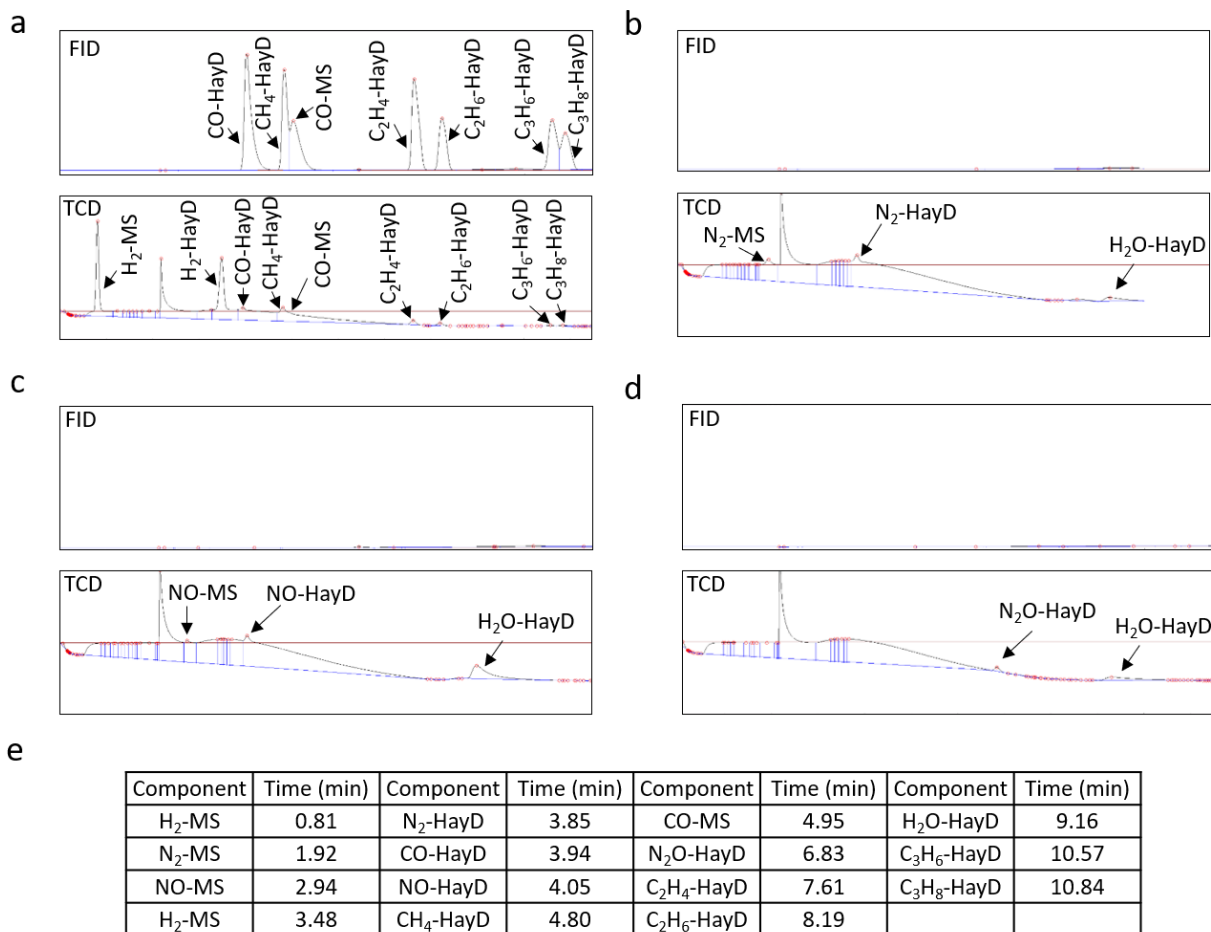 a
FID
CO-HayD
CH₄-HayD
CO-MS
C₂H₄-HayD
C₂H₆-HayD
C₃H₆-HayD
C₃H₈-HayD
TCD
H₂-MS
H₂-HayD
CO-HayD
CH₄-HayD
CO-MS
C₂H₄-HayD
C₂H₆-HayD
C₃H₆-HayD
C₃H₈-HayD
b
FID
TCD
N₂-MS
N₂-HayD
H₂O-HayD
c
FID
TCD
NO-MS
NO-HayD
H₂O-HayD
d
FID
TCD
N₂O-HayD
H₂O-HayD
e
Component Time (min) Component Time (min) Component Time (min) Component Time (min)
H₂-MS 0.81 N₂-HayD 3.85 CO-MS 4.95 H₂O-HayD 9.16
N₂-MS 1.92 CO-HayD 3.94 N₂O-HayD 6.83 C₃H₆-HayD 10.57
NO-MS 2.94 NO-HayD 4.05 C₂H₄-HayD 7.61 C₃H₈-HayD 10.84
H₂-MS 3.48 CH₄-HayD 4.80 C₂H₆-HayD 8.19